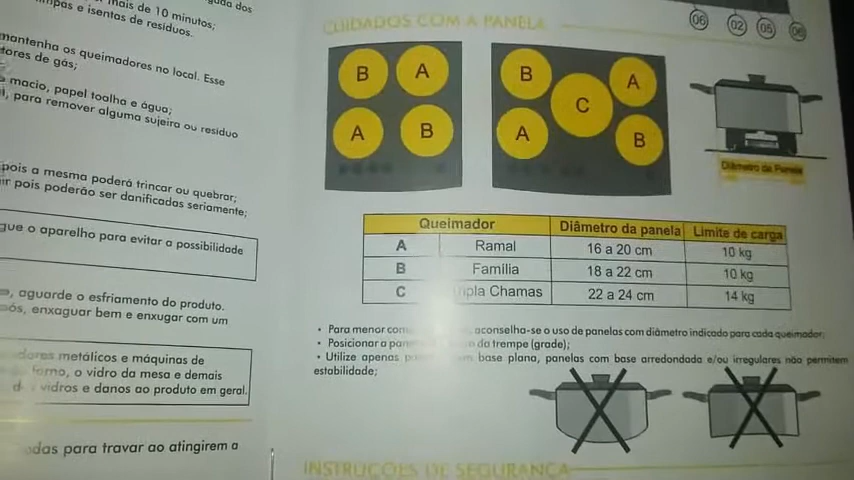 mais de 10 minutos;
limpas e isentas de resíduos.
mantenha os queimadores no local. Esse
de gás;
macio, papel toalha e água;
para remover alguma sujeira ou resíduo
pois a mesma poderá trincar ou quebrar;
pois poderão ser danificadas seriamente;
o aparelho para evitar a possibilidade
aguarde o esfriamento do produto.
enxaguar bem e enxugar com um
metálicos e máquinas de
forno, o vidro da mesa e demais
vidros e danos ao produto em geral.
para travar ao atingirem a
06 02 05 06
CUIDADOS COM A PANELA
B A
A B
B A
C
A B
Diâmetro da Panela
Queimador Diâmetro da panela Limite de carga
A Ramal 16 a 20 cm 10 kg
B Família 18 a 22 cm 10 kg
C Chamas 22 a 24 cm 14 kg
• Para menor aconselha-se o uso de panelas com diâmetro indicado para cada queimador;
• Posicionar a da trempe (grade);
• Utilize apenas base plana, panelas com base arredondada e/ou irregulares não permitem
estabilidade;
INSTRUÇÕES DE SEGURANÇA